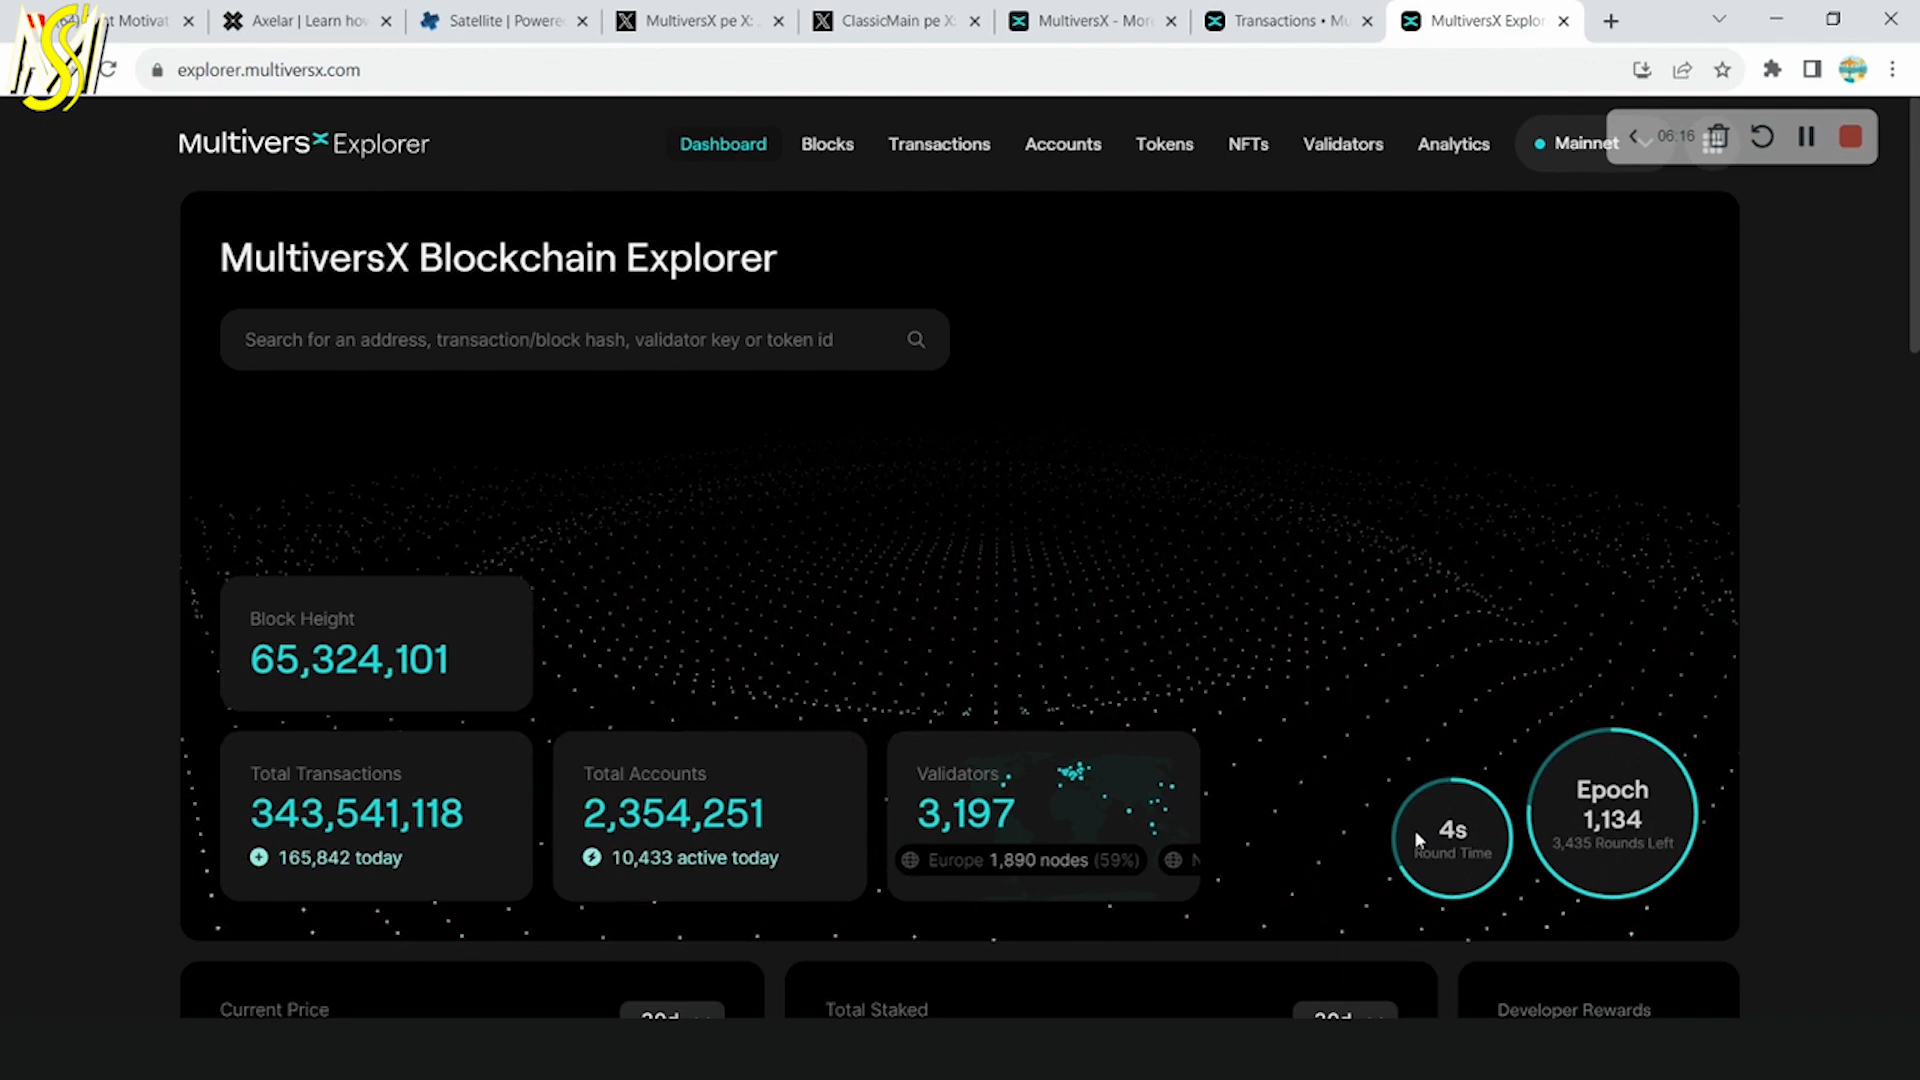 nt Motivat
Axelar | Learn how
Satellite | Powere
MultiversX pe X:
ClassicMain pe X:
MultiversX - Mor
Transactions • Mu
MultiversX Explor
explorer.multiversx.com
MultiversX Explorer
Dashboard
Blocks
Transactions
Accounts
Tokens
NFTs
Validators
Analytics
Mainnet
06:16
MultiversX Blockchain Explorer
Search for an address, transaction/block hash, validator key or token id
Block Height
65,324,101
Total Transactions
343,541,118
165,842 today
Total Accounts
2,354,251
10,433 active today
Validators
3,197
Europe 1,890 nodes (59%)
4s
Round Time
Epoch
1,134
3,435 Rounds Left
Current Price
Total Staked
Developer Rewards